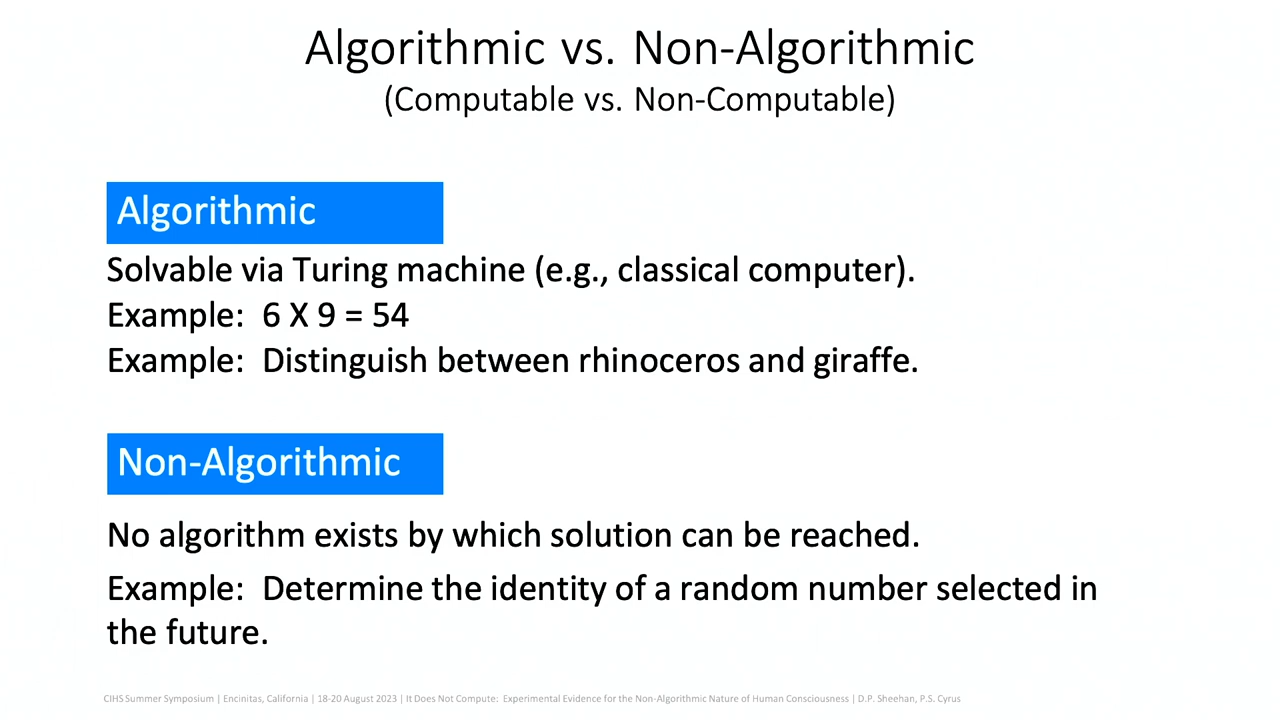 Algorithmic vs. Non-Algorithmic
(Computable vs. Non-Computable)
Algorithmic
Solvable via Turing machine (e.g., classical computer).
Example: 6 X 9 = 54
Example: Distinguish between rhinoceros and giraffe.
Non-Algorithmic
No algorithm exists by which solution can be reached.
Example: Determine the identity of a random number selected in
the future.
CIHS Summer Symposium | Encinitas, California | 18-20 August 2023 | It Does Not Compute: Experimental Evidence for the Non-Algorithmic Nature of Human Consciousness | D.P. Sheehan, P.S. Cyrus